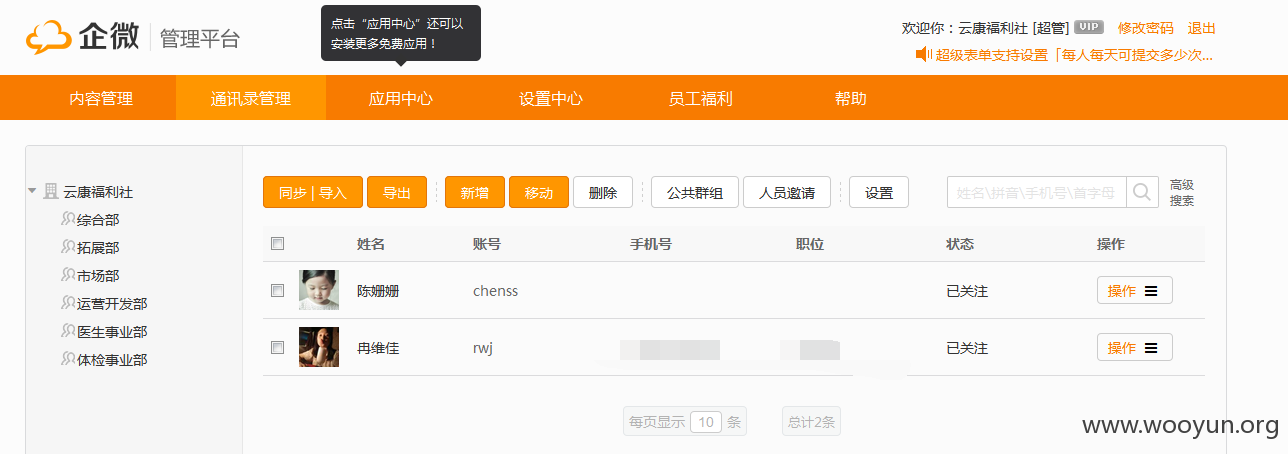 企微 管理平台
点击“应用中心”还可以
安装更多免费应用！
欢迎你：云康福利社 [超管] VIP 修改密码 退出
超级表单支持设置「每人每天可提交多少次...
内容管理 通讯录管理 应用中心 设置中心 员工福利 帮助
云康福利社
综合部
拓展部
市场部
运营开发部
医生事业部
体检事业部
同步 | 导入 导出 新增 移动 删除 公共群组 人员邀请 设置 姓名\拼音\手机号\首字母 高级
搜索
姓名 账号 手机号 职位 状态 操作
陈姗姗 chenss 已关注 操作
冉维佳 rwj 已关注 操作
每页显示 10 条 总计2条
www.wooyun.org